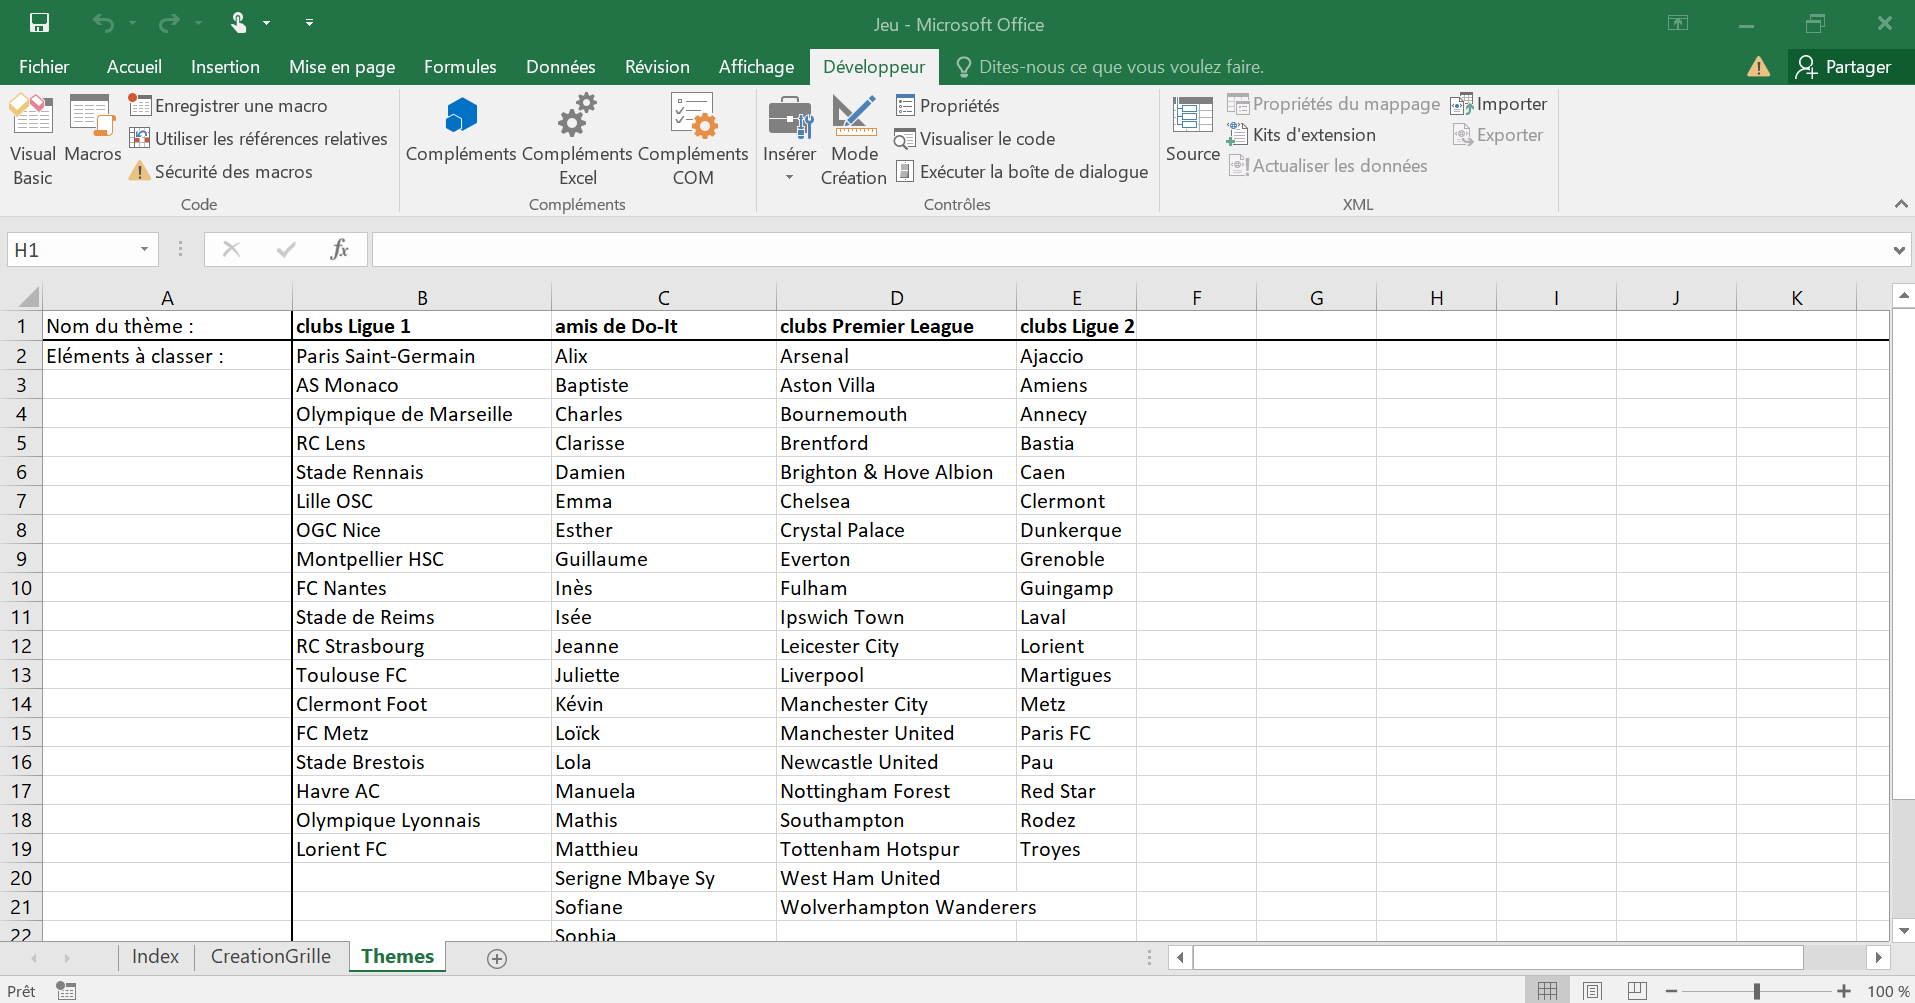 Jeu - Microsoft Office
Fichier Accueil Insertion Mise en page Formules Données Révision Affichage Développeur Dites-nous ce que vous voulez faire. Partager
Visual Basic
Macros
Enregistrer une macro
Utiliser les références relatives
Sécurité des macros
Code
Compléments
Compléments Excel
Compléments COM
Compléments
Insérer
Mode Création
Propriétés
Visualiser le code
Exécuter la boîte de dialogue
Contrôles
Source
Propriétés du mappage
Kits d'extension
Actualiser les données
Importer
Exporter
XML
H1 fx
A B C D E F G H I J K
1 Nom du thème : clubs Ligue 1 amis de Do-It clubs Premier League clubs Ligue 2
2 Eléments à classer : Paris Saint-Germain Alix Arsenal Ajaccio
3 AS Monaco Baptiste Aston Villa Amiens
4 Olympique de Marseille Charles Bournemouth Annecy
5 RC Lens Clarisse Brentford Bastia
6 Stade Rennais Damien Brighton & Hove Albion Caen
7 Lille OSC Emma Chelsea Clermont
8 OGC Nice Esther Crystal Palace Dunkerque
9 Montpellier HSC Guillaume Everton Grenoble
10 FC Nantes Inès Fulham Guingamp
11 Stade de Reims Isée Ipswich Town Laval
12 RC Strasbourg Jeanne Leicester City Lorient
13 Toulouse FC Juliette Liverpool Martigues
14 Clermont Foot Kévin Manchester City Metz
15 FC Metz Loïck Manchester United Paris FC
16 Stade Brestois Lola Newcastle United Pau
17 Havre AC Manuela Nottingham Forest Red Star
18 Olympique Lyonnais Mathis Southampton Rodez
19 Lorient FC Matthieu Tottenham Hotspur Troyes
20 Serigne Mbaye Sy West Ham United
21 Sofiane Wolverhampton Wanderers
22 Sophia
Index CreationGrille Themes
Prêt 100 %